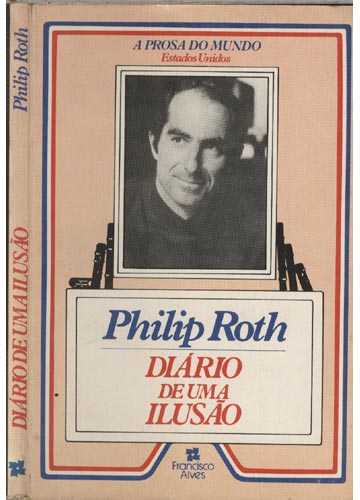 Philip Roth
DIÁRIO DE UMA ILUSÃO
A PROSA DO MUNDO
Estados Unidos
Philip Roth
DIÁRIO
DE UMA
ILUSÃO
Francisco
Alves